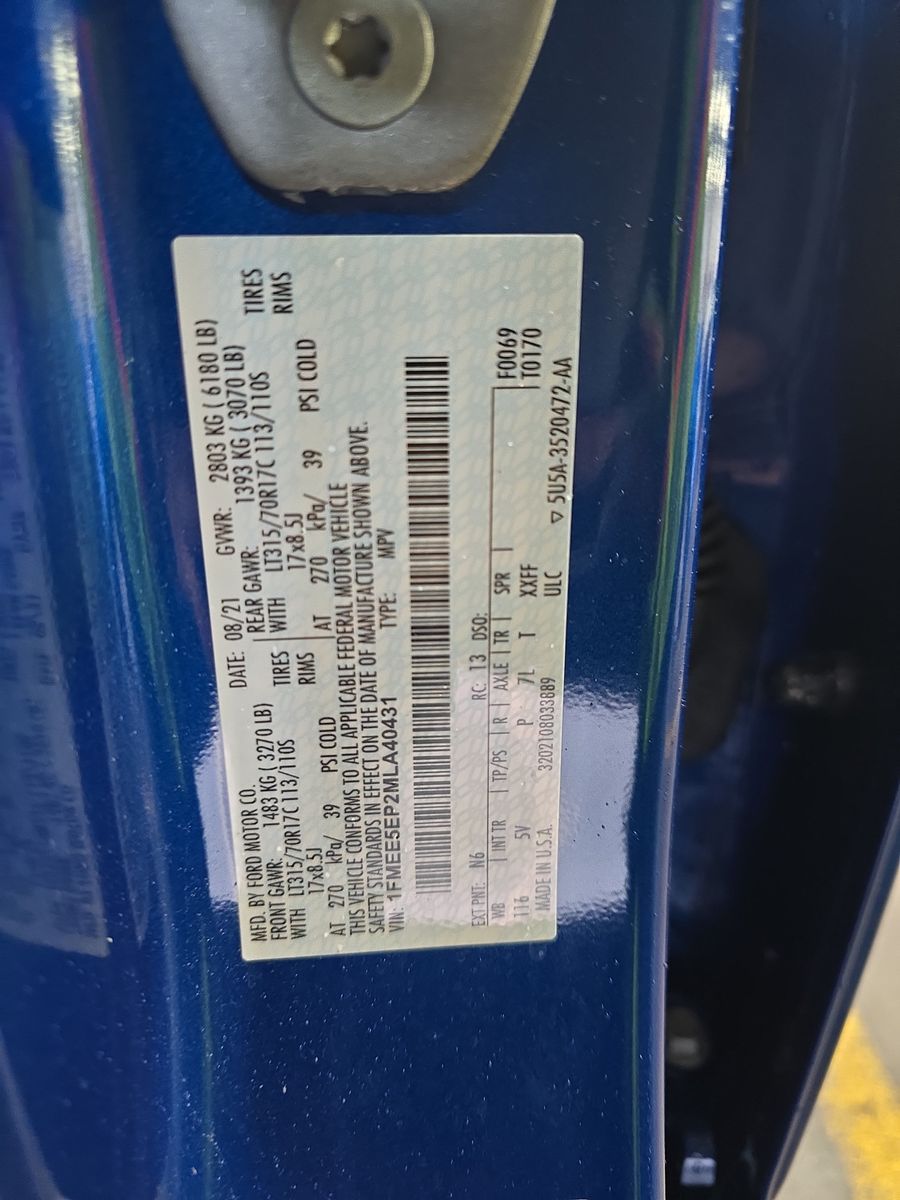 MFD. BY FORD MOTOR CO. DATE: 08/21 GVWR: 2803 KG ( 6180 LB)
FRONT GAWR: 1483 KG ( 3270 LB) REAR GAWR: 1393 KG ( 3070 LB)
WITH LT315/70R17C 113/110S TIRES WITH LT315/70R17C 113/110S TIRES
17x8.5J RIMS 17x8.5J RIMS
AT 270 kPa/ 39 PSI COLD AT 270 kPa/ 39 PSI COLD
THIS VEHICLE CONFORMS TO ALL APPLICABLE FEDERAL MOTOR VEHICLE
SAFETY STANDARDS IN EFFECT ON THE DATE OF MANUFACTURE SHOWN ABOVE.
VIN: 1FMEE5EP2MLA40431 TYPE: MPV
EXT PNT: N6 RC: 13 DSO:
WB INT TR TP/PS R AXLE TR SPR F0069
116 5V P 7L T XXFF T0170
MADE IN U.S.A. 3202108033889 ULC
▽ 5U5A-3520472-AA